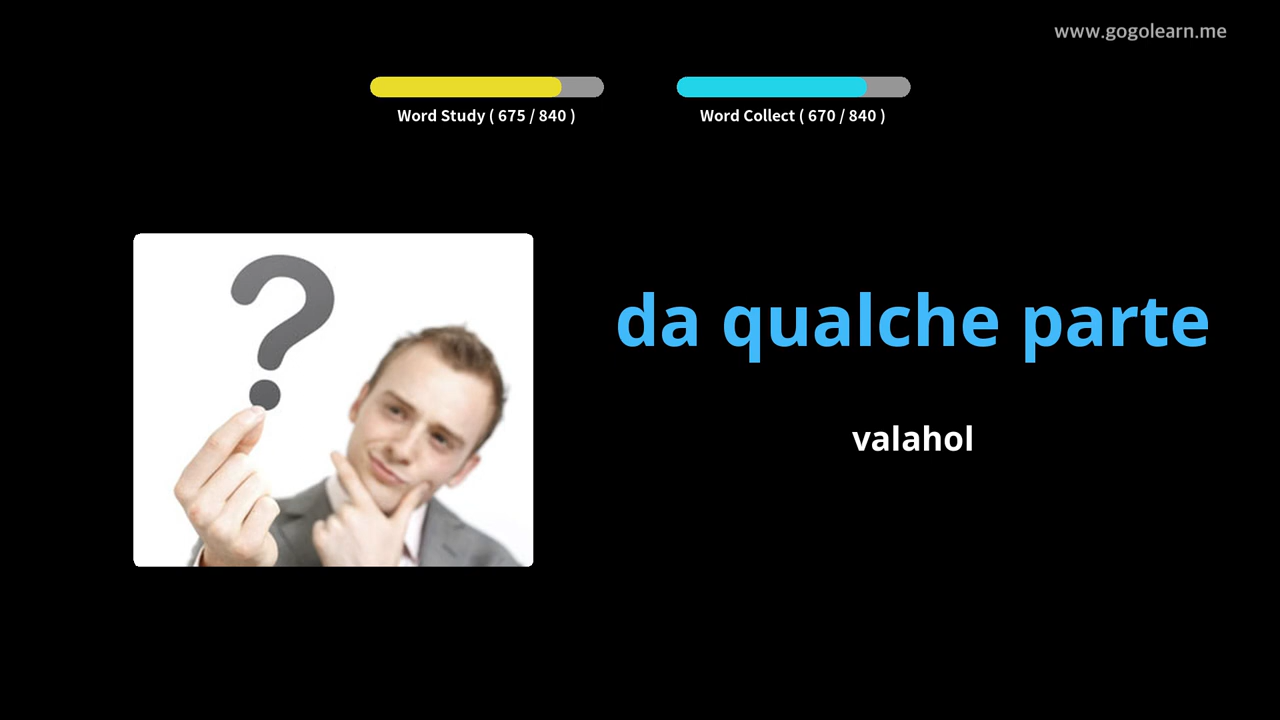 www.gogolearn.me
Word Study ( 675 / 840 )
Word Collect ( 670 / 840 )
da qualche parte
valahol